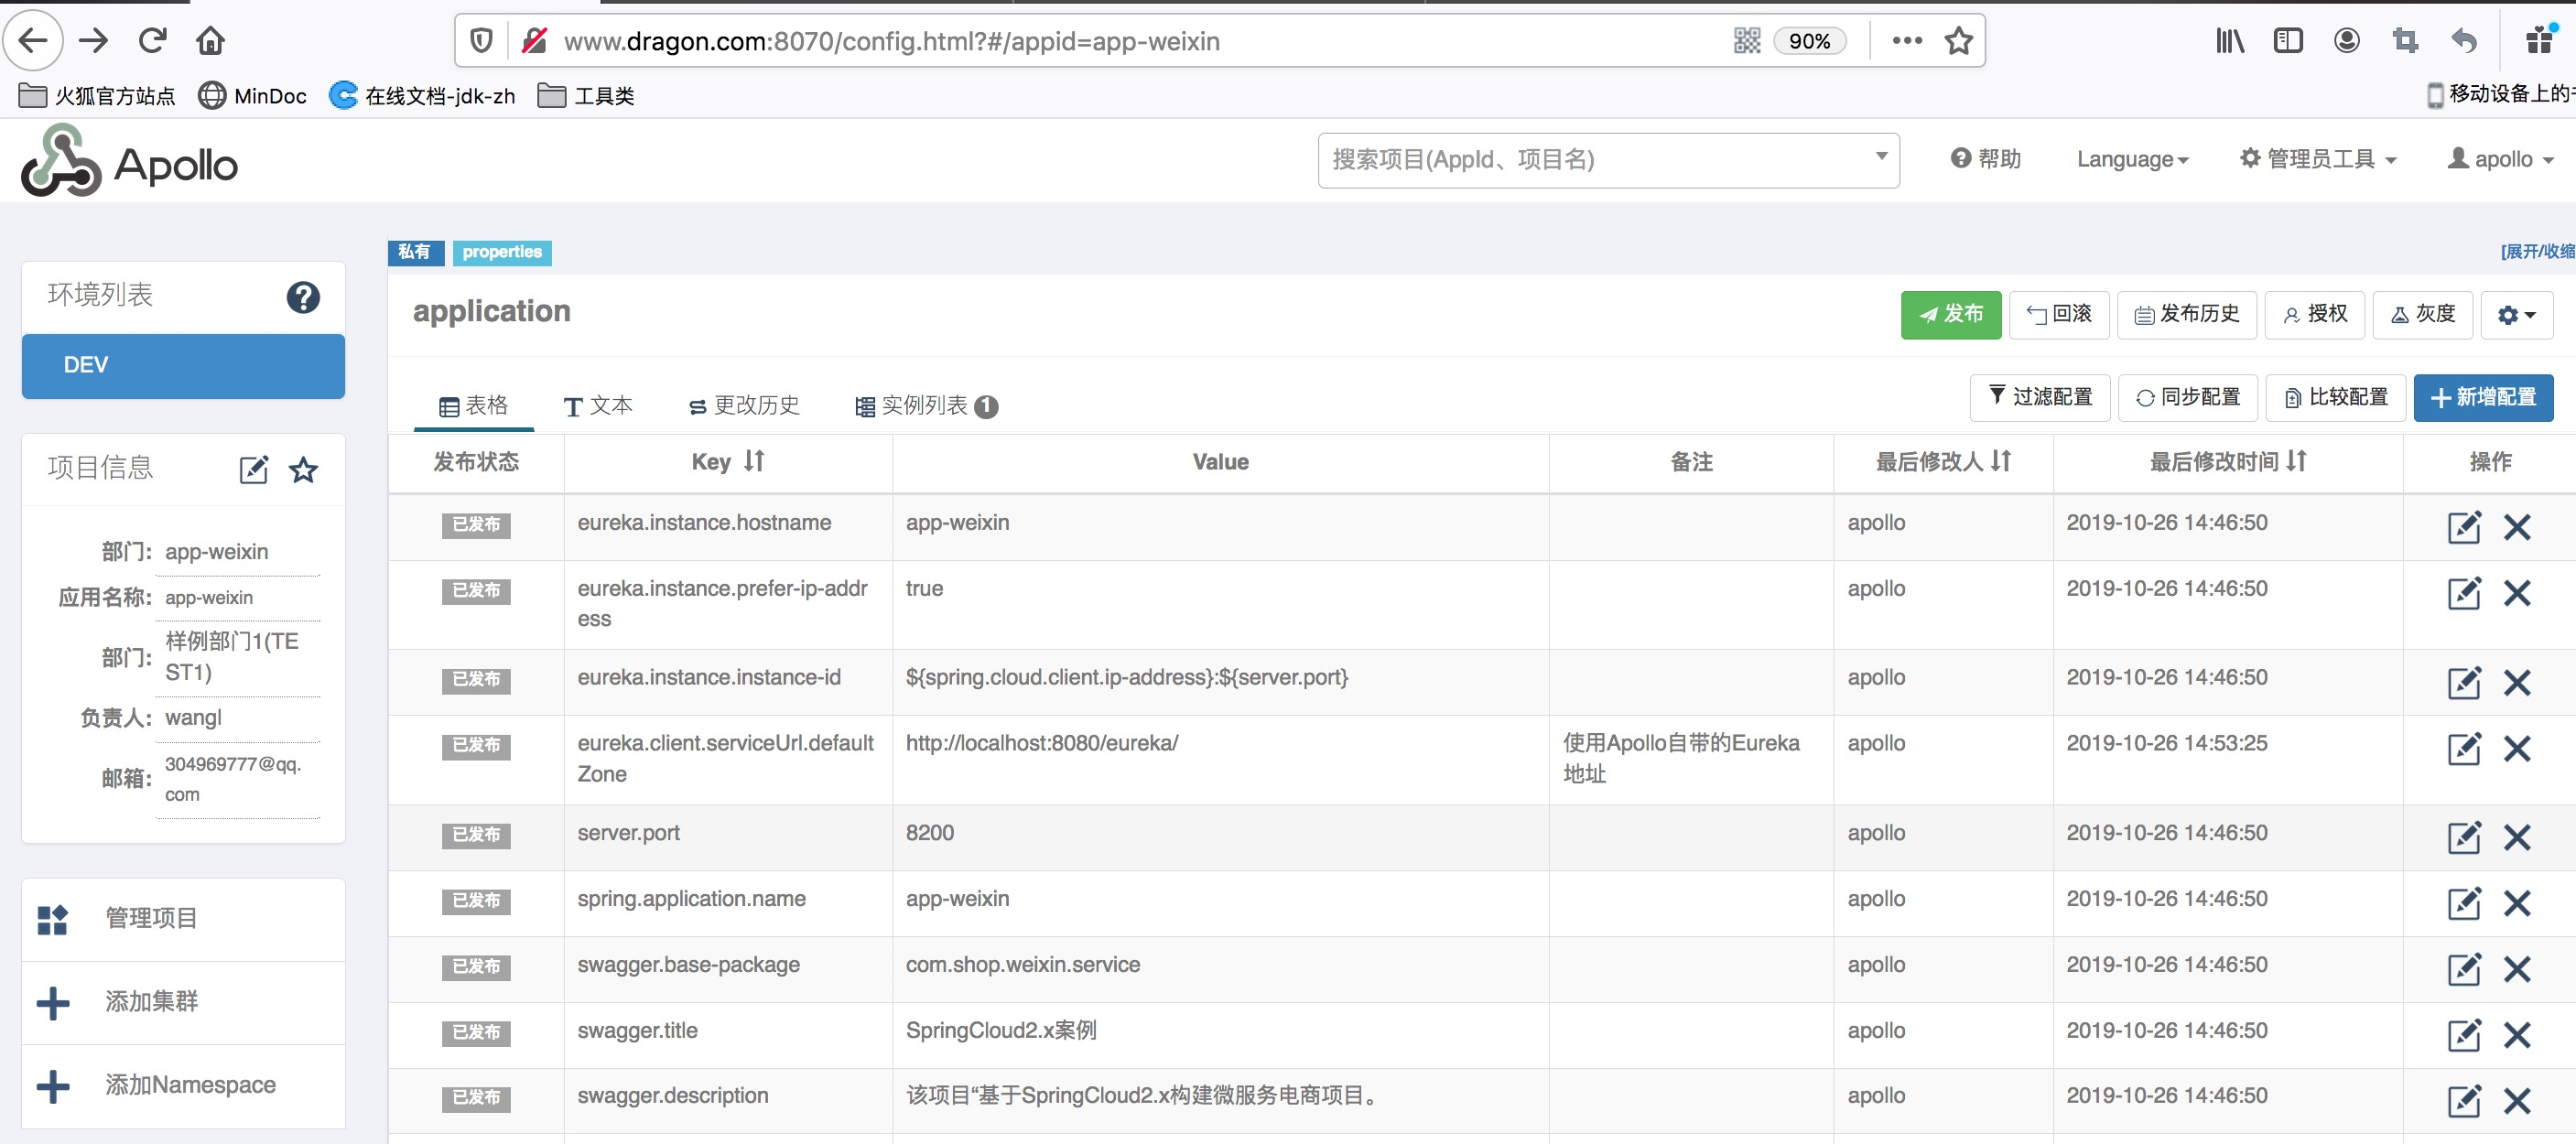 www.dragon.com:8070/config.html?#/appid=app-weixin
90%
火狐官方站点
MinDoc
在线文档-jdk-zh
工具类
移动设备上的
Apollo
搜索项目(AppId、项目名)
帮助
Language
管理员工具
apollo
环境列表
DEV
项目信息
部门: app-weixin
应用名称: app-weixin
部门: 样例部门1(TE
ST1)
负责人: wangl
邮箱: 304969777@qq.
com
管理项目
添加集群
添加Namespace
私有 properties
[展开/收缩
application
发布 回滚 发布历史 授权 灰度
表格 文本 更改历史 实例列表 1
过滤配置 同步配置 比较配置 新增配置
发布状态 Key Value 备注 最后修改人 最后修改时间 操作
已发布 eureka.instance.hostname app-weixin apollo 2019-10-26 14:46:50
已发布 eureka.instance.prefer-ip-addr true apollo 2019-10-26 14:46:50
ess
已发布 eureka.instance.instance-id ${spring.cloud.client.ip-address}:${server.port} apollo 2019-10-26 14:46:50
已发布 eureka.client.serviceUrl.default http://localhost:8080/eureka/ 使用Apollo自带的Eureka apollo 2019-10-26 14:53:25
Zone 地址
已发布 server.port 8200 apollo 2019-10-26 14:46:50
已发布 spring.application.name app-weixin apollo 2019-10-26 14:46:50
已发布 swagger.base-package com.shop.weixin.service apollo 2019-10-26 14:46:50
已发布 swagger.title SpringCloud2.x案例 apollo 2019-10-26 14:46:50
已发布 swagger.description 该项目“基于SpringCloud2.x构建微服务电商项目。 apollo 2019-10-26 14:46:50